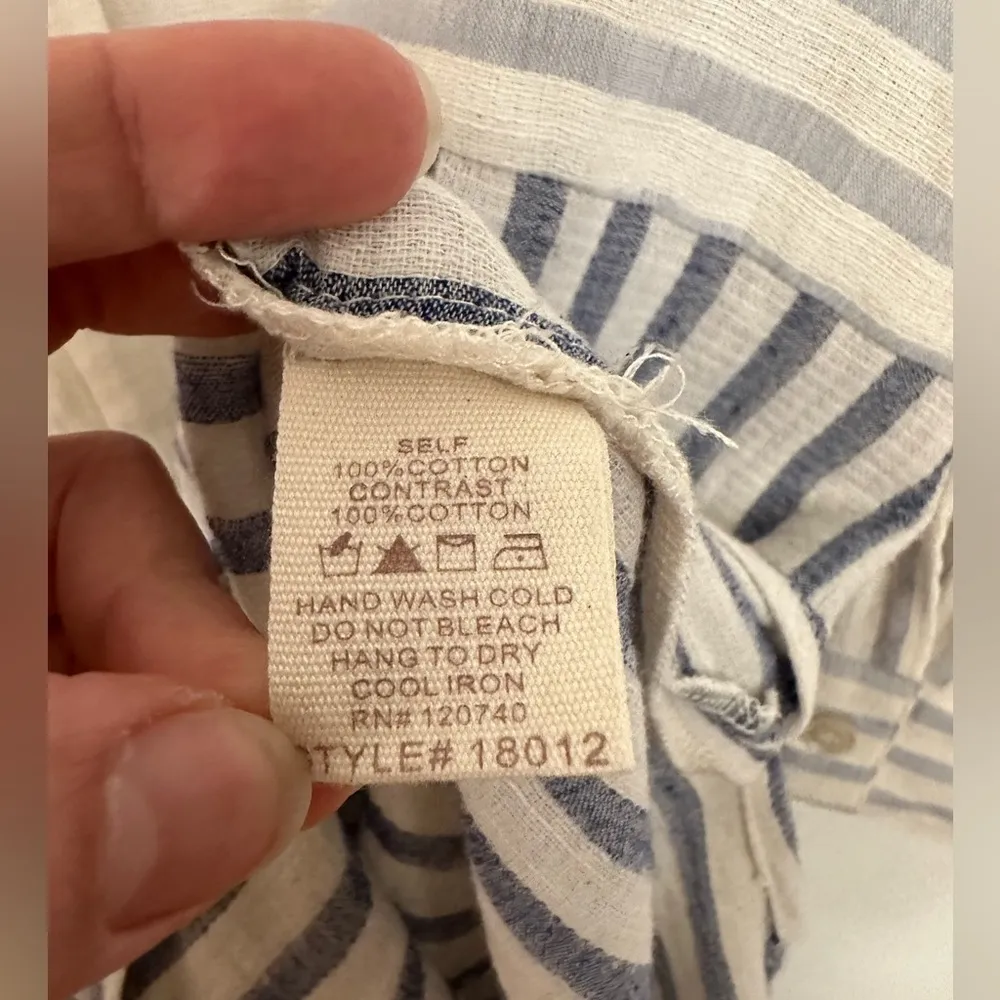 SELF
100%COTTON
CONTRAST
100%COTTON
HAND WASH COLD
DO NOT BLEACH
HANG TO DRY
COOL IRON
RN# 120740
STYLE# 18012